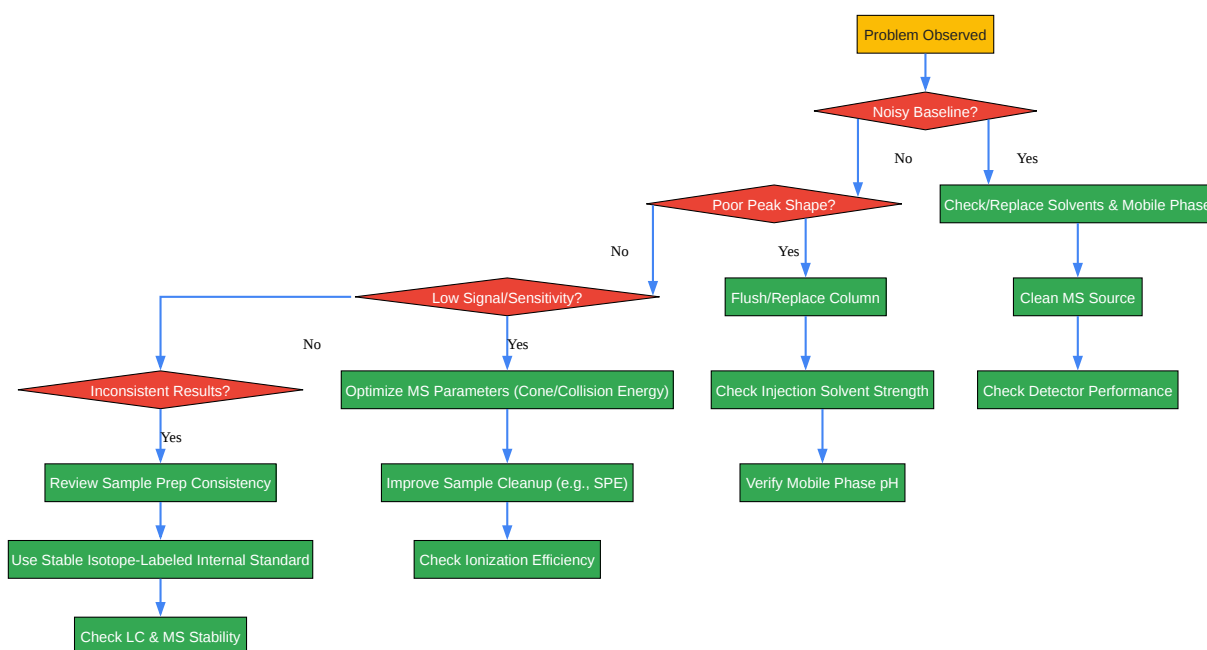 Problem Observed
Noisy Baseline?
No
Yes
Poor Peak Shape?
Check/Replace Solvents & Mobile Phase
No
Yes
Low Signal/Sensitivity?
Flush/Replace Column
Clean MS Source
No
Yes
Inconsistent Results?
Optimize MS Parameters (Cone/Collision Energy)
Check Injection Solvent Strength
Check Detector Performance
Yes
Review Sample Prep Consistency
Improve Sample Cleanup (e.g., SPE)
Verify Mobile Phase pH
Use Stable Isotope-Labeled Internal Standard
Check Ionization Efficiency
Check LC & MS Stability